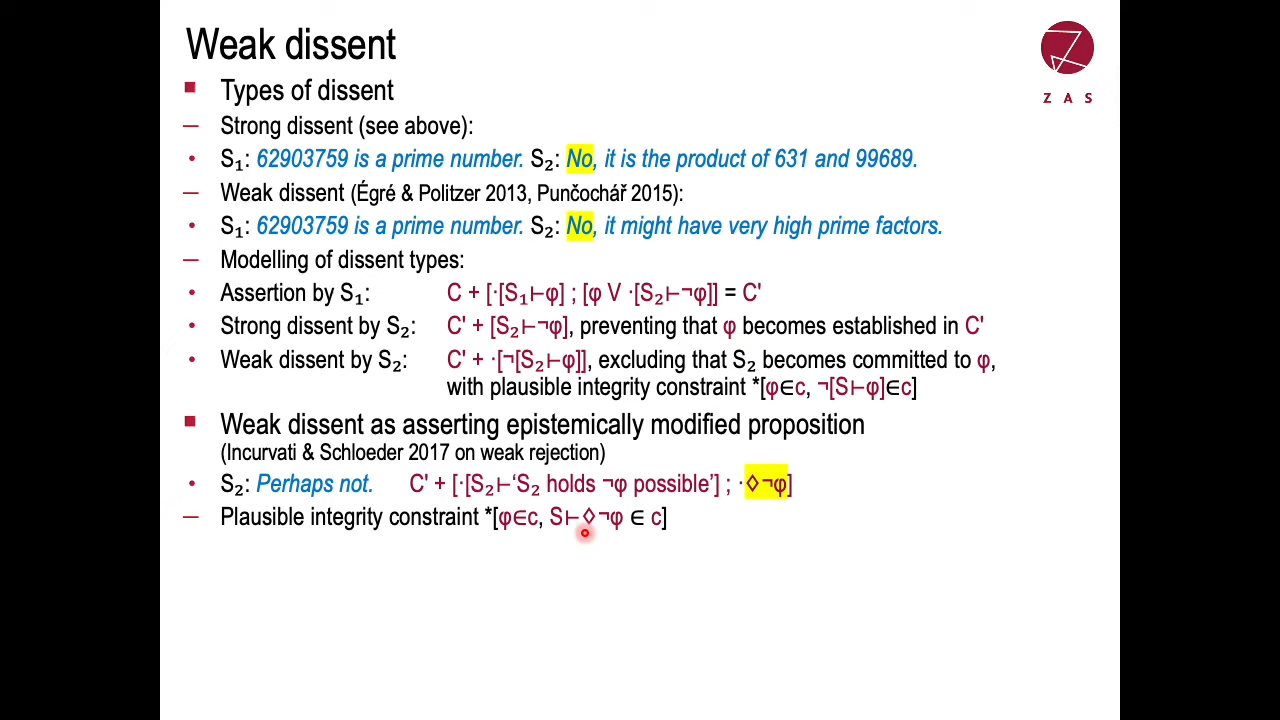 Weak dissent
Z A S
■ Types of dissent
— Strong dissent (see above):
• S₁: 62903759 is a prime number. S₂: No, it is the product of 631 and 99689.
— Weak dissent (Égré & Politzer 2013, Punčochář 2015):
• S₁: 62903759 is a prime number. S₂: No, it might have very high prime factors.
— Modelling of dissent types:
• Assertion by S₁: C + [·[S₁⊢φ] ; [φ V ·[S₂⊢¬φ]] = C'
• Strong dissent by S₂: C' + [S₂⊢¬φ], preventing that φ becomes established in C'
• Weak dissent by S₂: C' + ·[¬[S₂⊢φ]], excluding that S₂ becomes committed to φ,
with plausible integrity constraint *[φ∈c, ¬[S⊢φ]∈c]
■ Weak dissent as asserting epistemically modified proposition
(Incurvati & Schloeder 2017 on weak rejection)
• S₂: Perhaps not. C' + [·[S₂⊢‘S₂ holds ¬φ possible’] ; ·◊¬φ]
— Plausible integrity constraint *[φ∈c, S⊢◊¬φ ∈ c]